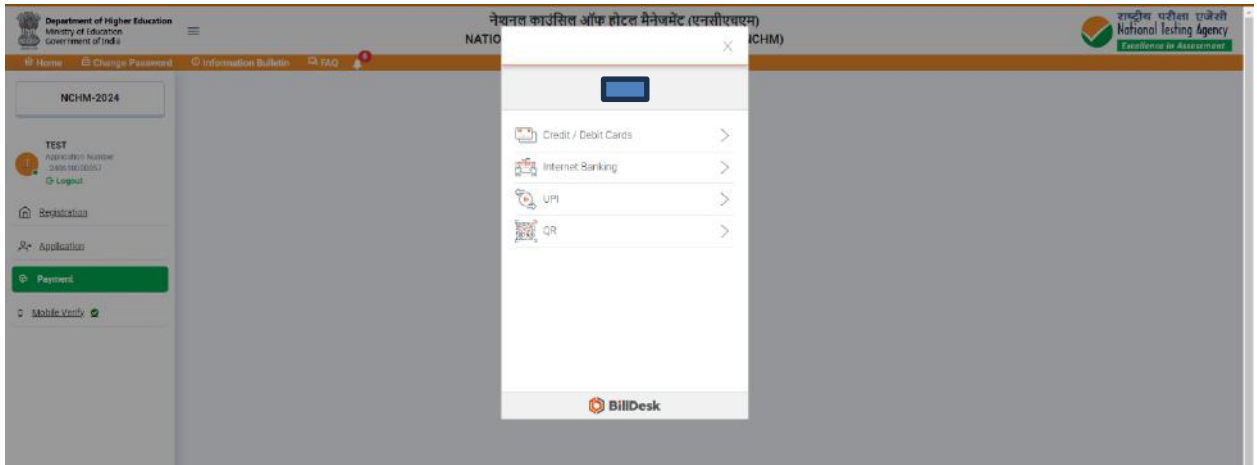 Department of Higher Education
Ministry of Education
Government of India
नेशनल काउंसिल ऑफ होटल मैनेजमेंट (एनसीएचएम)
NATIO
CHM)
राष्ट्रीय परीक्षा एजेंसी
National Testing Agency
Excellence in Assessment
Home Change Password Information Bulletin FAQ
NCHM-2024
TEST
Application Number
Logout
Registration
Application
Payment
Mobile Verify
Credit / Debit Cards
Internet Banking
UPI
QR
BillDesk